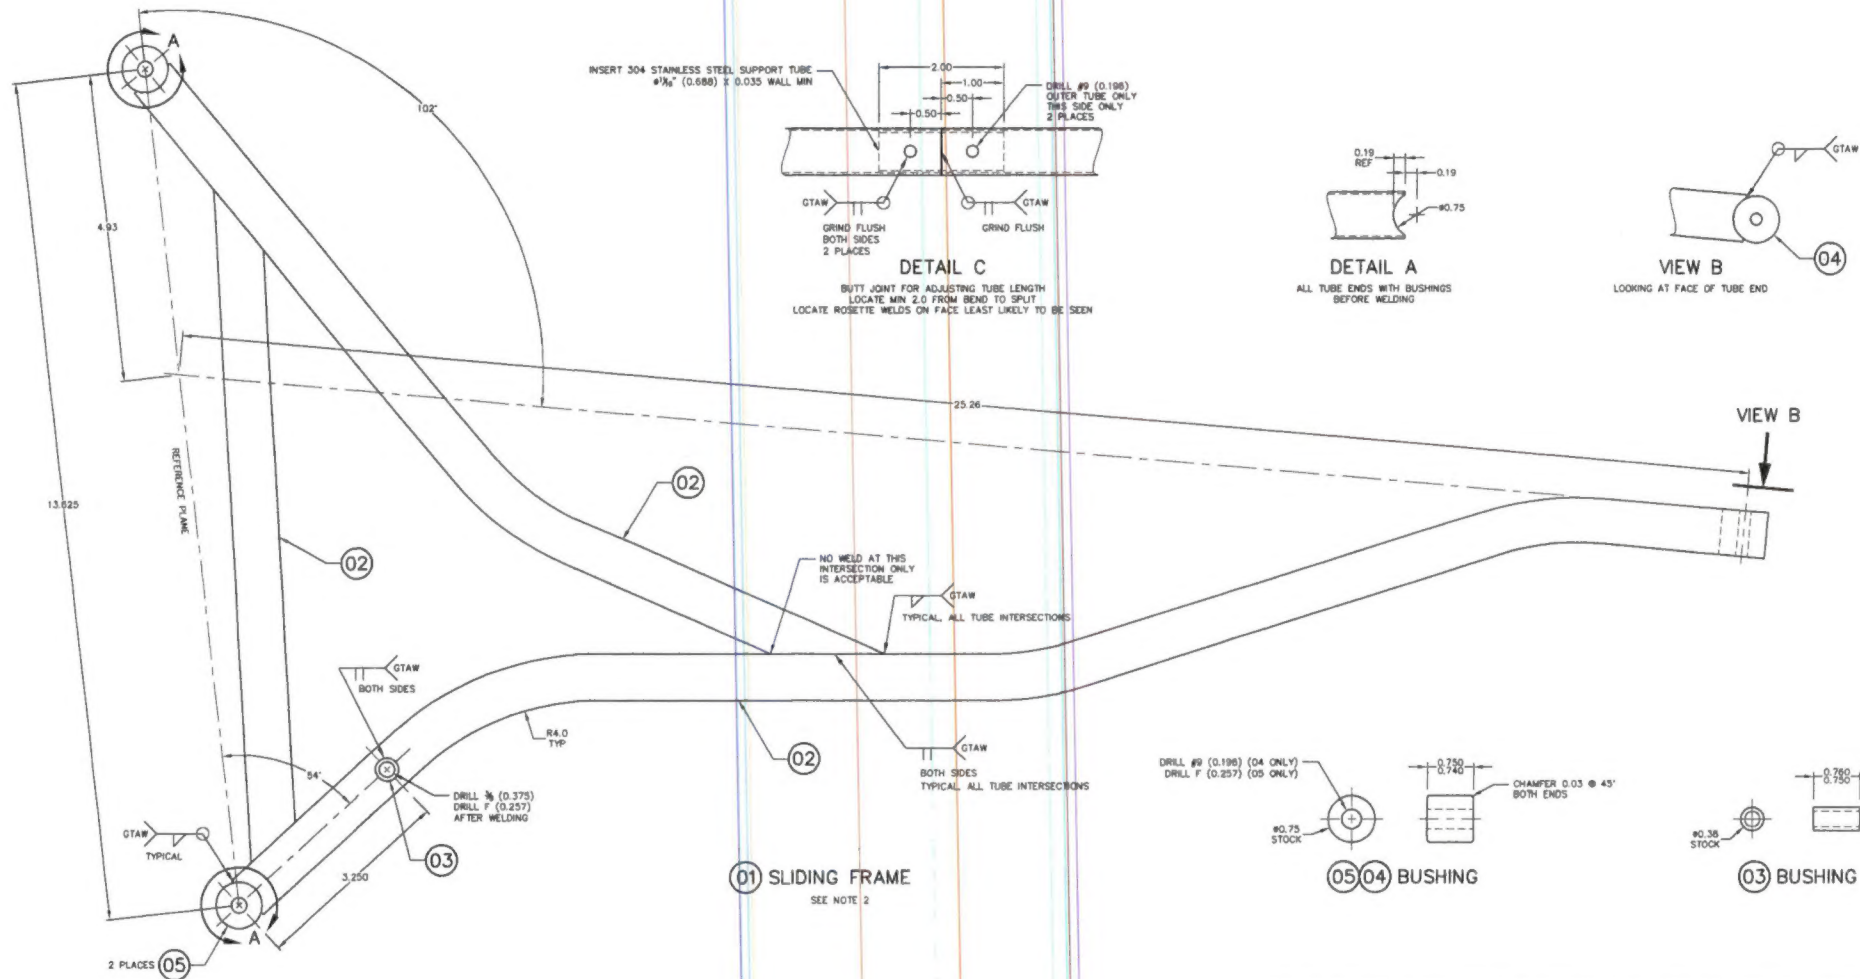 A
102°
4.93
13.625
REFERENCE PLANE
25.26
INSERT 304 STAINLESS STEEL SUPPORT TUBE
ø11/16" (0.688) X 0.035 WALL MIN
2.00
1.00
0.50
0.50
DRILL #9 (0.196)
OUTER TUBE ONLY
THIS SIDE ONLY
2 PLACES
GTAW
GRIND FLUSH
BOTH SIDES
2 PLACES
GTAW
GRIND FLUSH
DETAIL C
BUTT JOINT FOR ADJUSTING TUBE LENGTH
LOCATE MIN 2.0 FROM BEND TO SPLIT
LOCATE ROSETTE WELDS ON FACE LEAST LIKELY TO BE SEEN
0.19
REF
0.19
ø0.75
DETAIL A
ALL TUBE ENDS WITH BUSHINGS
BEFORE WELDING
GTAW
04
VIEW B
LOOKING AT FACE OF TUBE END
VIEW B
02
02
NO WELD AT THIS
INTERSECTION ONLY
IS ACCEPTABLE
GTAW
TYPICAL, ALL TUBE INTERSECTIONS
GTAW
BOTH SIDES
R4.0
TYP
02
GTAW
BOTH SIDES
TYPICAL, ALL TUBE INTERSECTIONS
54°
DRILL 3/8 (0.375)
DRILL F (0.257)
AFTER WELDING
03
3.250
GTAW
TYPICAL
A
2 PLACES 05
01 SLIDING FRAME
SEE NOTE 2
DRILL #9 (0.196) (04 ONLY)
DRILL F (0.257) (05 ONLY)
ø0.75
STOCK
0.750
0.740
CHAMFER 0.03 @ 45°
BOTH ENDS
05 04 BUSHING
ø0.38
STOCK
0.760
0.750
03 BUSHING